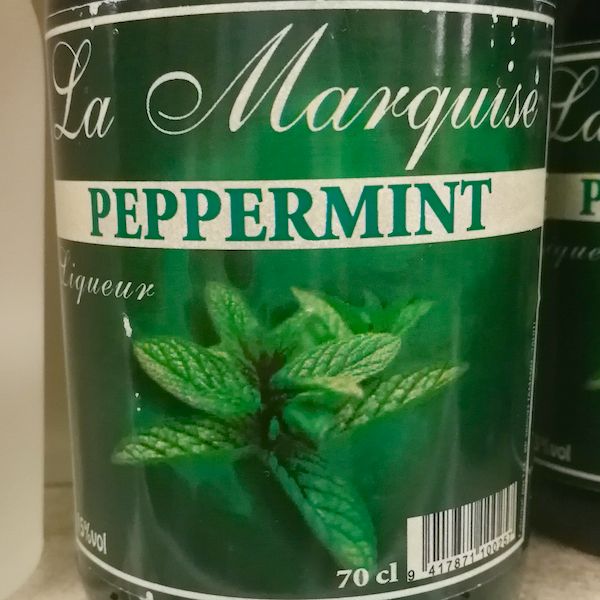 La Marquise
PEPPERMINT
Liqueur
70 cl